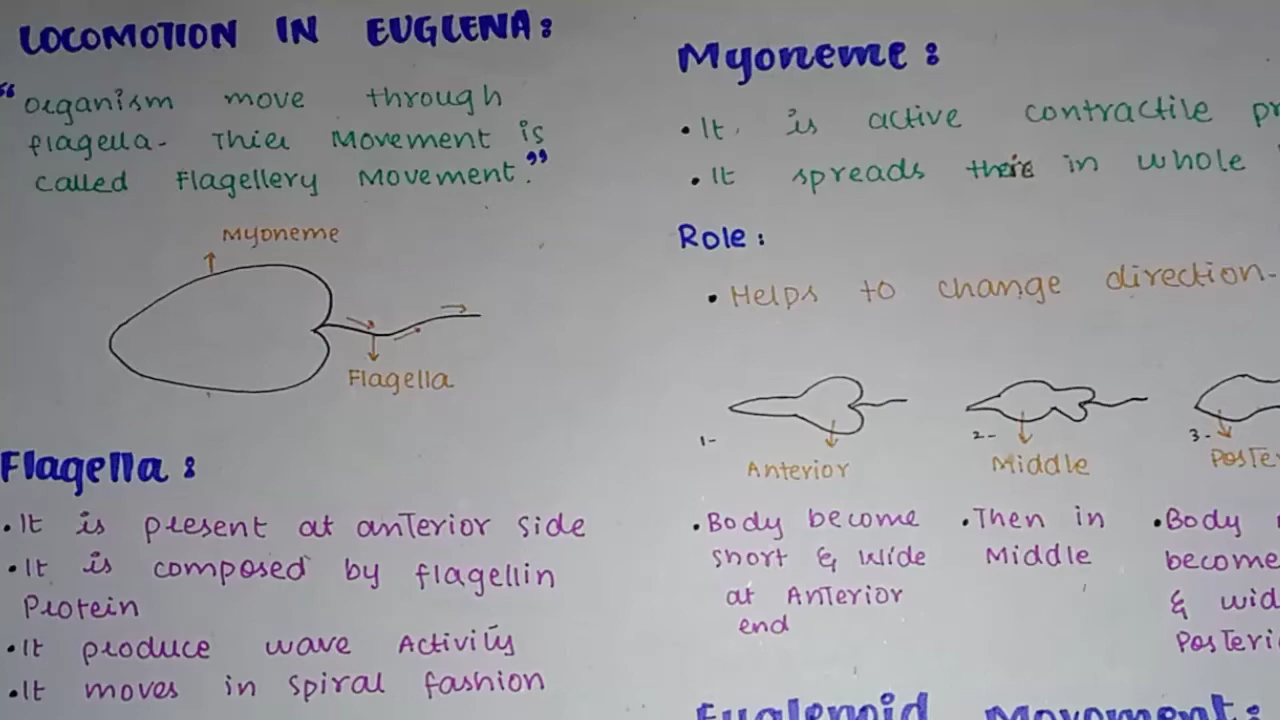 LOCOMOTION IN EUGLENA:
"Organism move through
flagella. Thier Movement is
called Flagellery Movement."
Myoneme
Flagella
Flagella:
• It is present at anTerior side
• It is composed by flagellin
Protein
• It produce wave Activity
• It moves in spiral fashion
Myoneme:
• It is active contractile
• It spreads in whole
Role:
• Helps to change direction-
1- 2- 3-
Anterior Middle
• Body become
short & wide
at AnTerior
end
• Then in
Middle
• Body
become
&
Euglenoid Movement: